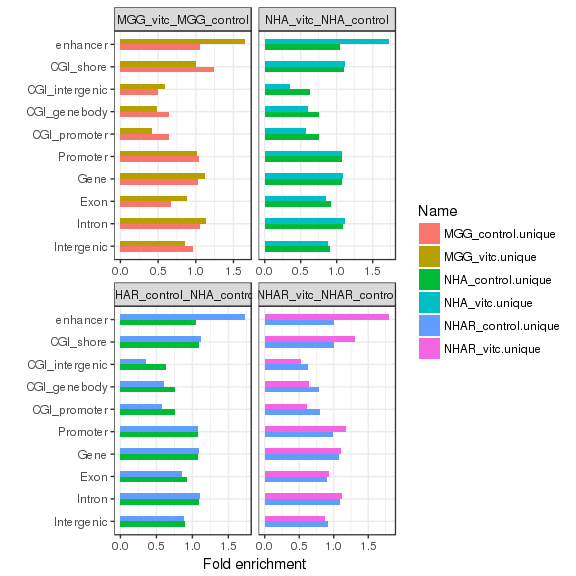 MGG_vitc_MGG_control NHA_vitc_NHA_control
enhancer
CGI_shore
CGI_intergenic
CGI_genebody
CGI_promoter
Promoter
Gene
Exon
Intron
Intergenic
0.0 0.5 1.0 1.5 0.0 0.5 1.0 1.5
HAR_control_NHA_contro NHAR_vitc_NHAR_contro
enhancer
CGI_shore
CGI_intergenic
CGI_genebody
CGI_promoter
Promoter
Gene
Exon
Intron
Intergenic
0.0 0.5 1.0 1.5 0.0 0.5 1.0 1.5
Fold enrichment
Name
MGG_control.unique
MGG_vitc.unique
NHA_control.unique
NHA_vitc.unique
NHAR_control.unique
NHAR_vitc.unique